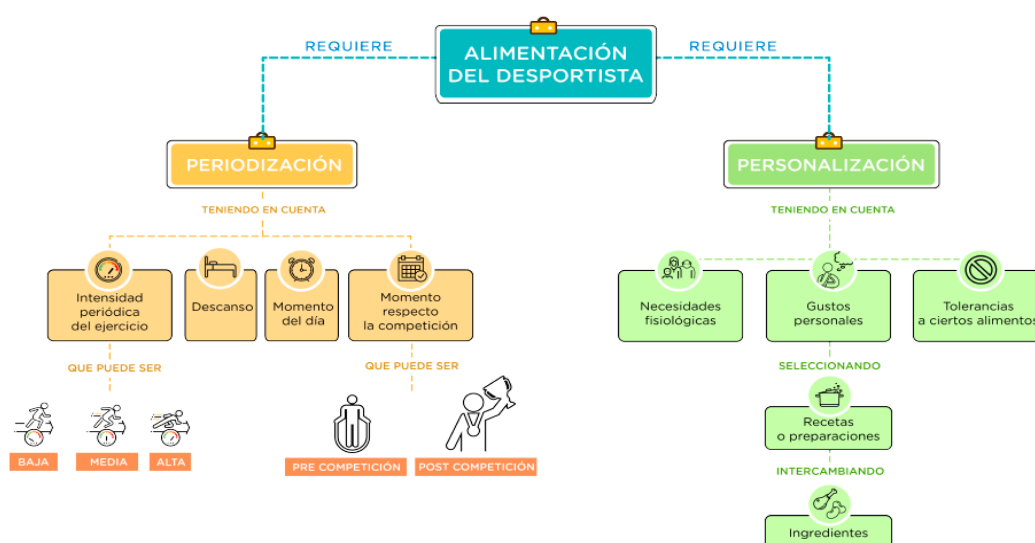 REQUIERE
ALIMENTACIÓN
DEL DESPORTISTA
REQUIERE
PERIODIZACIÓN
PERSONALIZACIÓN
TENIENDO EN CUENTA
TENIENDO EN CUENTA
Intensidad
periódica
del ejercicio
Descanso
Momento
del día
Momento
respecto
la competición
Necesidades
fisiológicas
Gustos
personales
Tolerancias
a ciertos alimentos
QUE PUEDE SER
QUE PUEDE SER
SELECCIONANDO
BAJA
MEDIA
ALTA
PRE COMPETICIÓN
POST COMPETICIÓN
Recetas
o preparaciones
INTERCAMBIANDO
Ingredientes